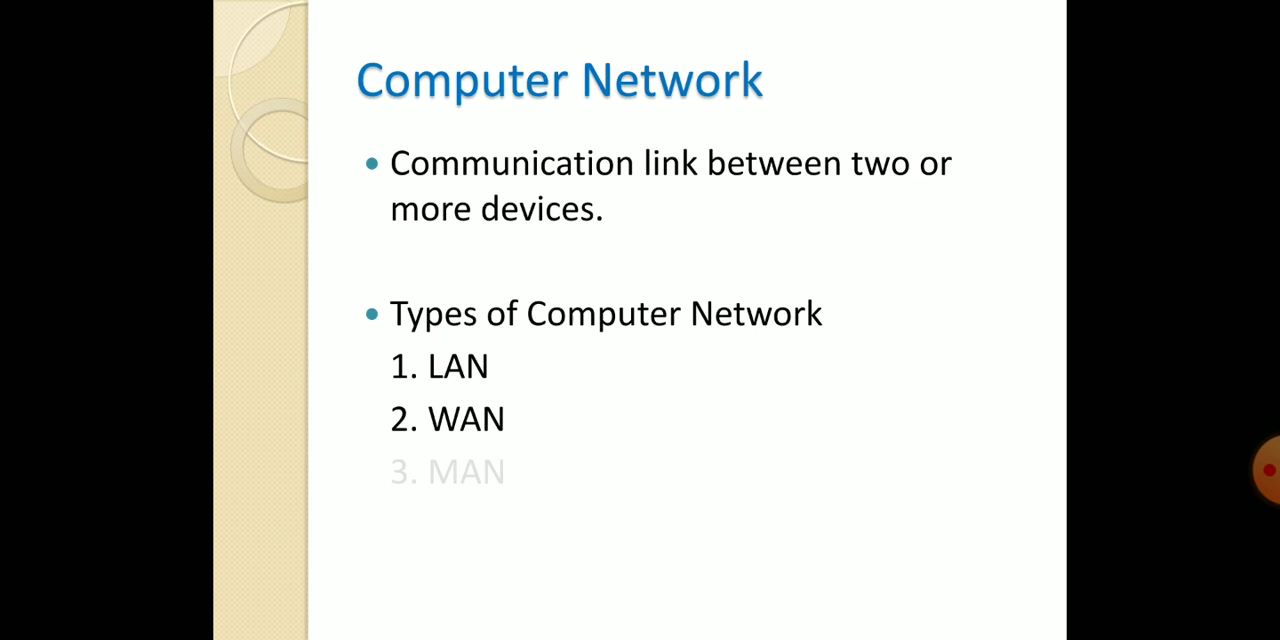 Computer Network
Communication link between two or
more devices.
Types of Computer Network
1. LAN
2. WAN
3. MAN